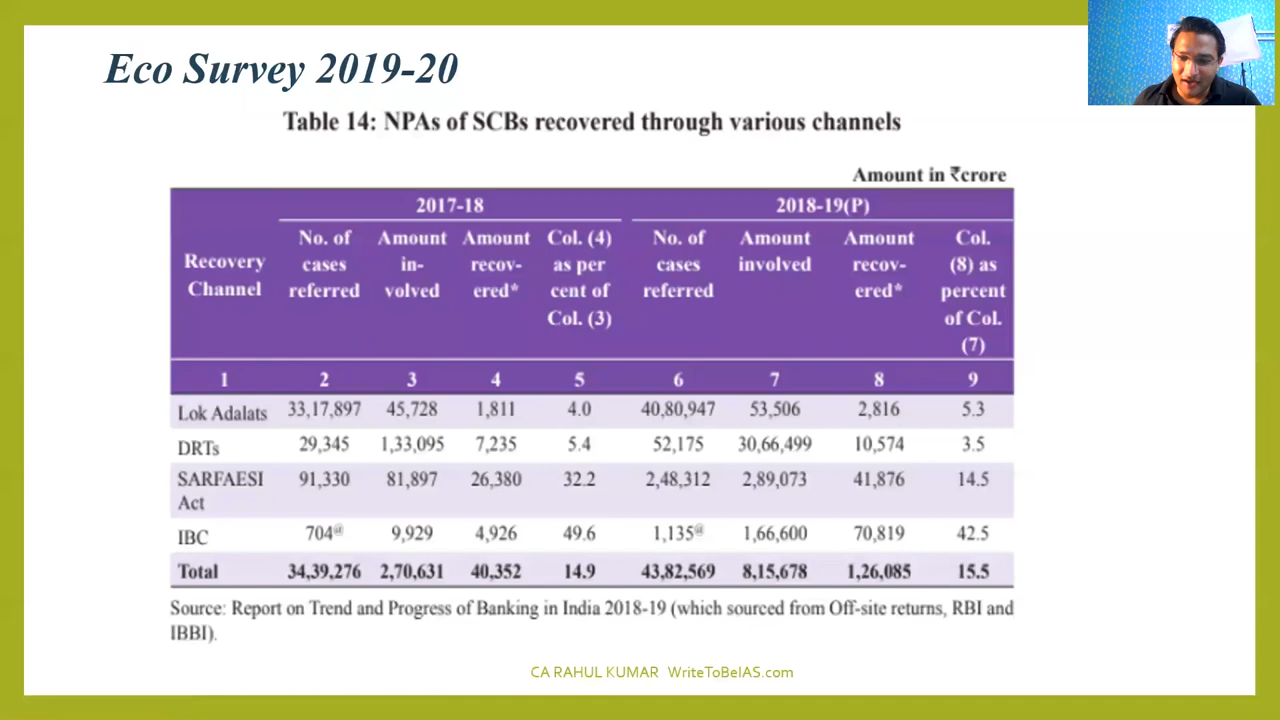 Eco Survey 2019-20
Table 14: NPAs of SCBs recovered through various channels
Amount in ₹crore
2017-18 2018-19(P)
Recovery Channel No. of cases referred Amount in-volved Amount recov-ered* Col. (4) as per cent of Col. (3) No. of cases referred Amount involved Amount recov-ered* Col. (8) as percent of Col. (7)
1 2 3 4 5 6 7 8 9
Lok Adalats 33,17,897 45,728 1,811 4.0 40,80,947 53,506 2,816 5.3
DRTs 29,345 1,33,095 7,235 5.4 52,175 30,66,499 10,574 3.5
SARFAESI Act 91,330 81,897 26,380 32.2 2,48,312 2,89,073 41,876 14.5
IBC 704@ 9,929 4,926 49.6 1,135@ 1,66,600 70,819 42.5
Total 34,39,276 2,70,631 40,352 14.9 43,82,569 8,15,678 1,26,085 15.5
Source: Report on Trend and Progress of Banking in India 2018-19 (which sourced from Off-site returns, RBI and
IBBI).
CA RAHUL KUMAR WriteToBeIAS.com